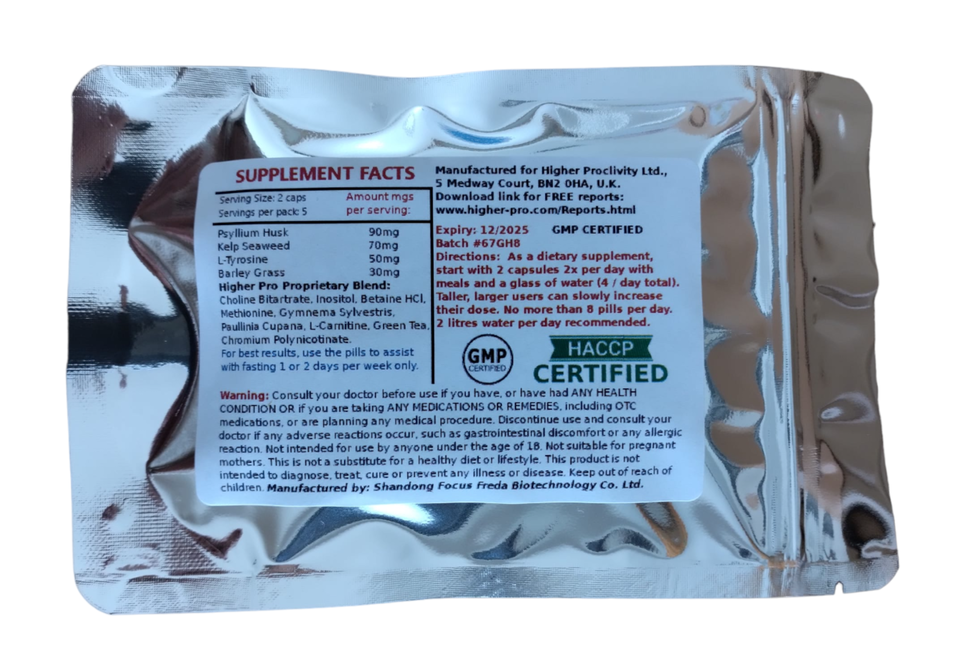 SUPPLEMENT FACTS
Serving Size: 2 caps
Servings per pack: 5
Amount mgs
per serving:
Psyllium Husk 90mg
Kelp Seaweed 70mg
L-Tyrosine 50mg
Barley Grass 30mg
Higher Pro Proprietary Blend:
Choline Bitartrate, Inositol, Betaine HCl,
Methionine, Gymnema Sylvestris,
Paullinia Cupana, L-Carnitine, Green Tea,
Chromium Polynicotinate.
For best results, use the pills to assist
with fasting 1 or 2 days per week only.
Manufactured for Higher Proclivity Ltd.,
5 Medway Court, BN2 0HA, U.K.
Download link for FREE reports:
www.higher-pro.com/Reports.html
Expiry: 12/2025 GMP CERTIFIED
Batch #67GH8
Directions: As a dietary supplement,
start with 2 capsules 2x per day with
meals and a glass of water (4 / day total).
Taller, larger users can slowly increase
their dose. No more than 8 pills per day.
2 litres water per day recommended.
GMP
CERTIFIED
HACCP
CERTIFIED
Warning: Consult your doctor before use if you have, or have had ANY HEALTH
CONDITION OR if you are taking ANY MEDICATIONS OR REMEDIES, including OTC
medications, or are planning any medical procedure. Discontinue use and consult your
doctor if any adverse reactions occur, such as gastrointestinal discomfort or any allergic
reaction. Not intended for use by anyone under the age of 18. Not suitable for pregnant
mothers. This is not a substitute for a healthy diet or lifestyle. This product is not
intended to diagnose, treat, cure or prevent any illness or disease. Keep out of reach of
children. Manufactured by: Shandong Focus Freda Biotechnology Co. Ltd.